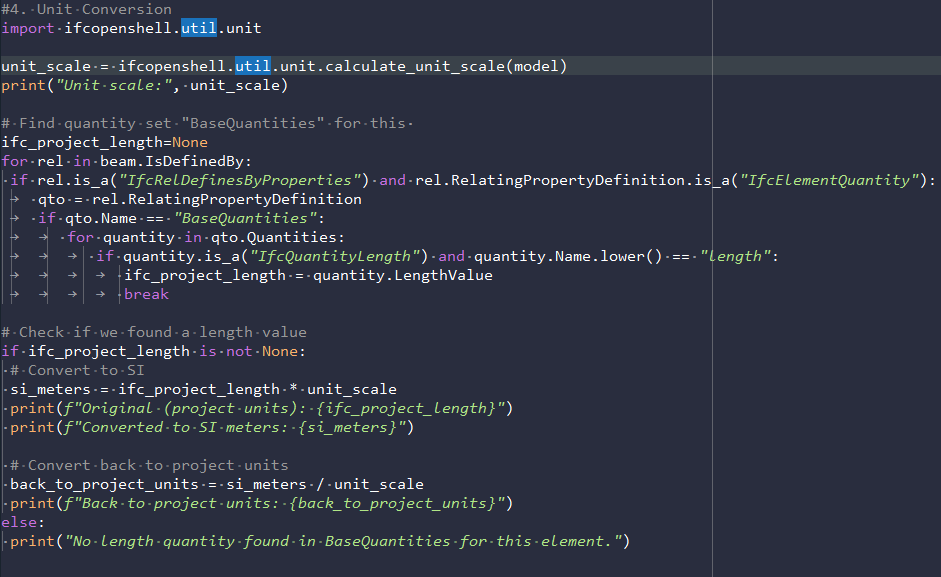 #4. Unit Conversion
import ifcopenshell.util.unit
unit_scale = ifcopenshell.util.unit.calculate_unit_scale(model)
print("Unit scale:", unit_scale)
# Find quantity set "BaseQuantities" for this
ifc_project_length=None
for rel in beam.IsDefinedBy:
if rel.is_a("IfcRelDefinesByProperties") and rel.RelatingPropertyDefinition.is_a("IfcElementQuantity"):
qto = rel.RelatingPropertyDefinition
if qto.Name == "BaseQuantities":
for quantity in qto.Quantities:
if quantity.is_a("IfcQuantityLength") and quantity.Name.lower() == "length":
ifc_project_length = quantity.LengthValue
break
# Check if we found a length value
if ifc_project_length is not None:
# Convert to SI
si_meters = ifc_project_length * unit_scale
print(f"Original (project units): {ifc_project_length}")
print(f"Converted to SI meters: {si_meters}")
# Convert back to project units
back_to_project_units = si_meters / unit_scale
print(f"Back to project units: {back_to_project_units}")
else:
print("No length quantity found in BaseQuantities for this element.")